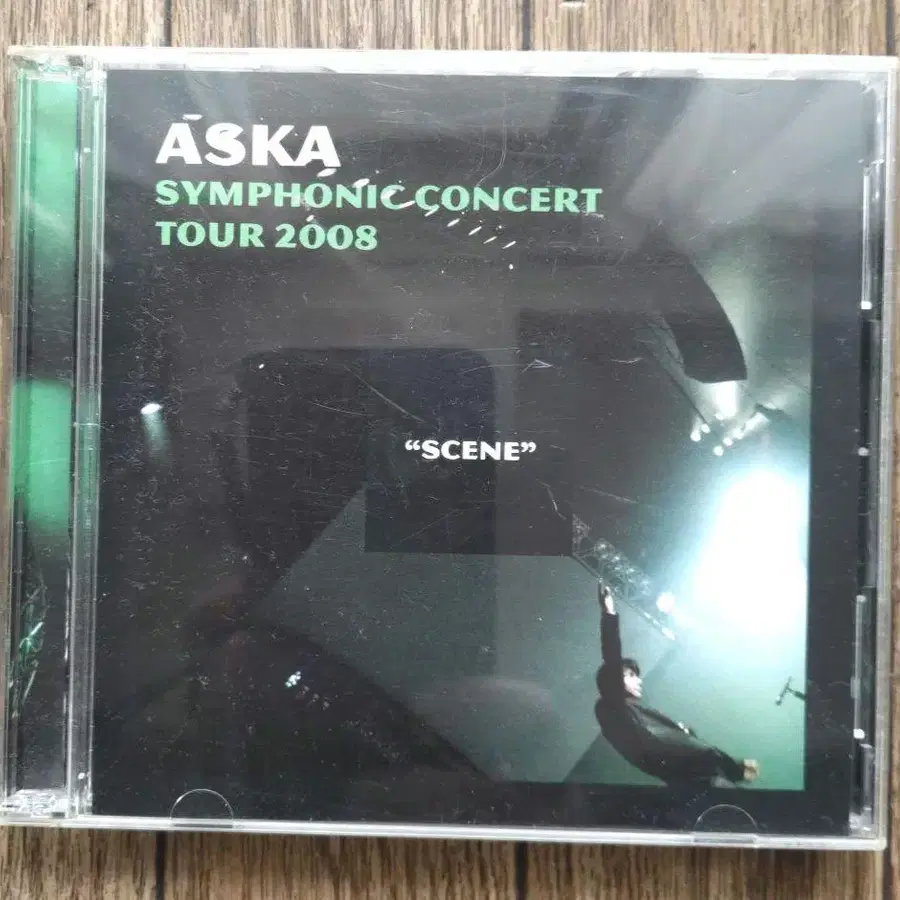 ASKA
SYMPHONIC CONCERT
TOUR 2008
“SCENE”